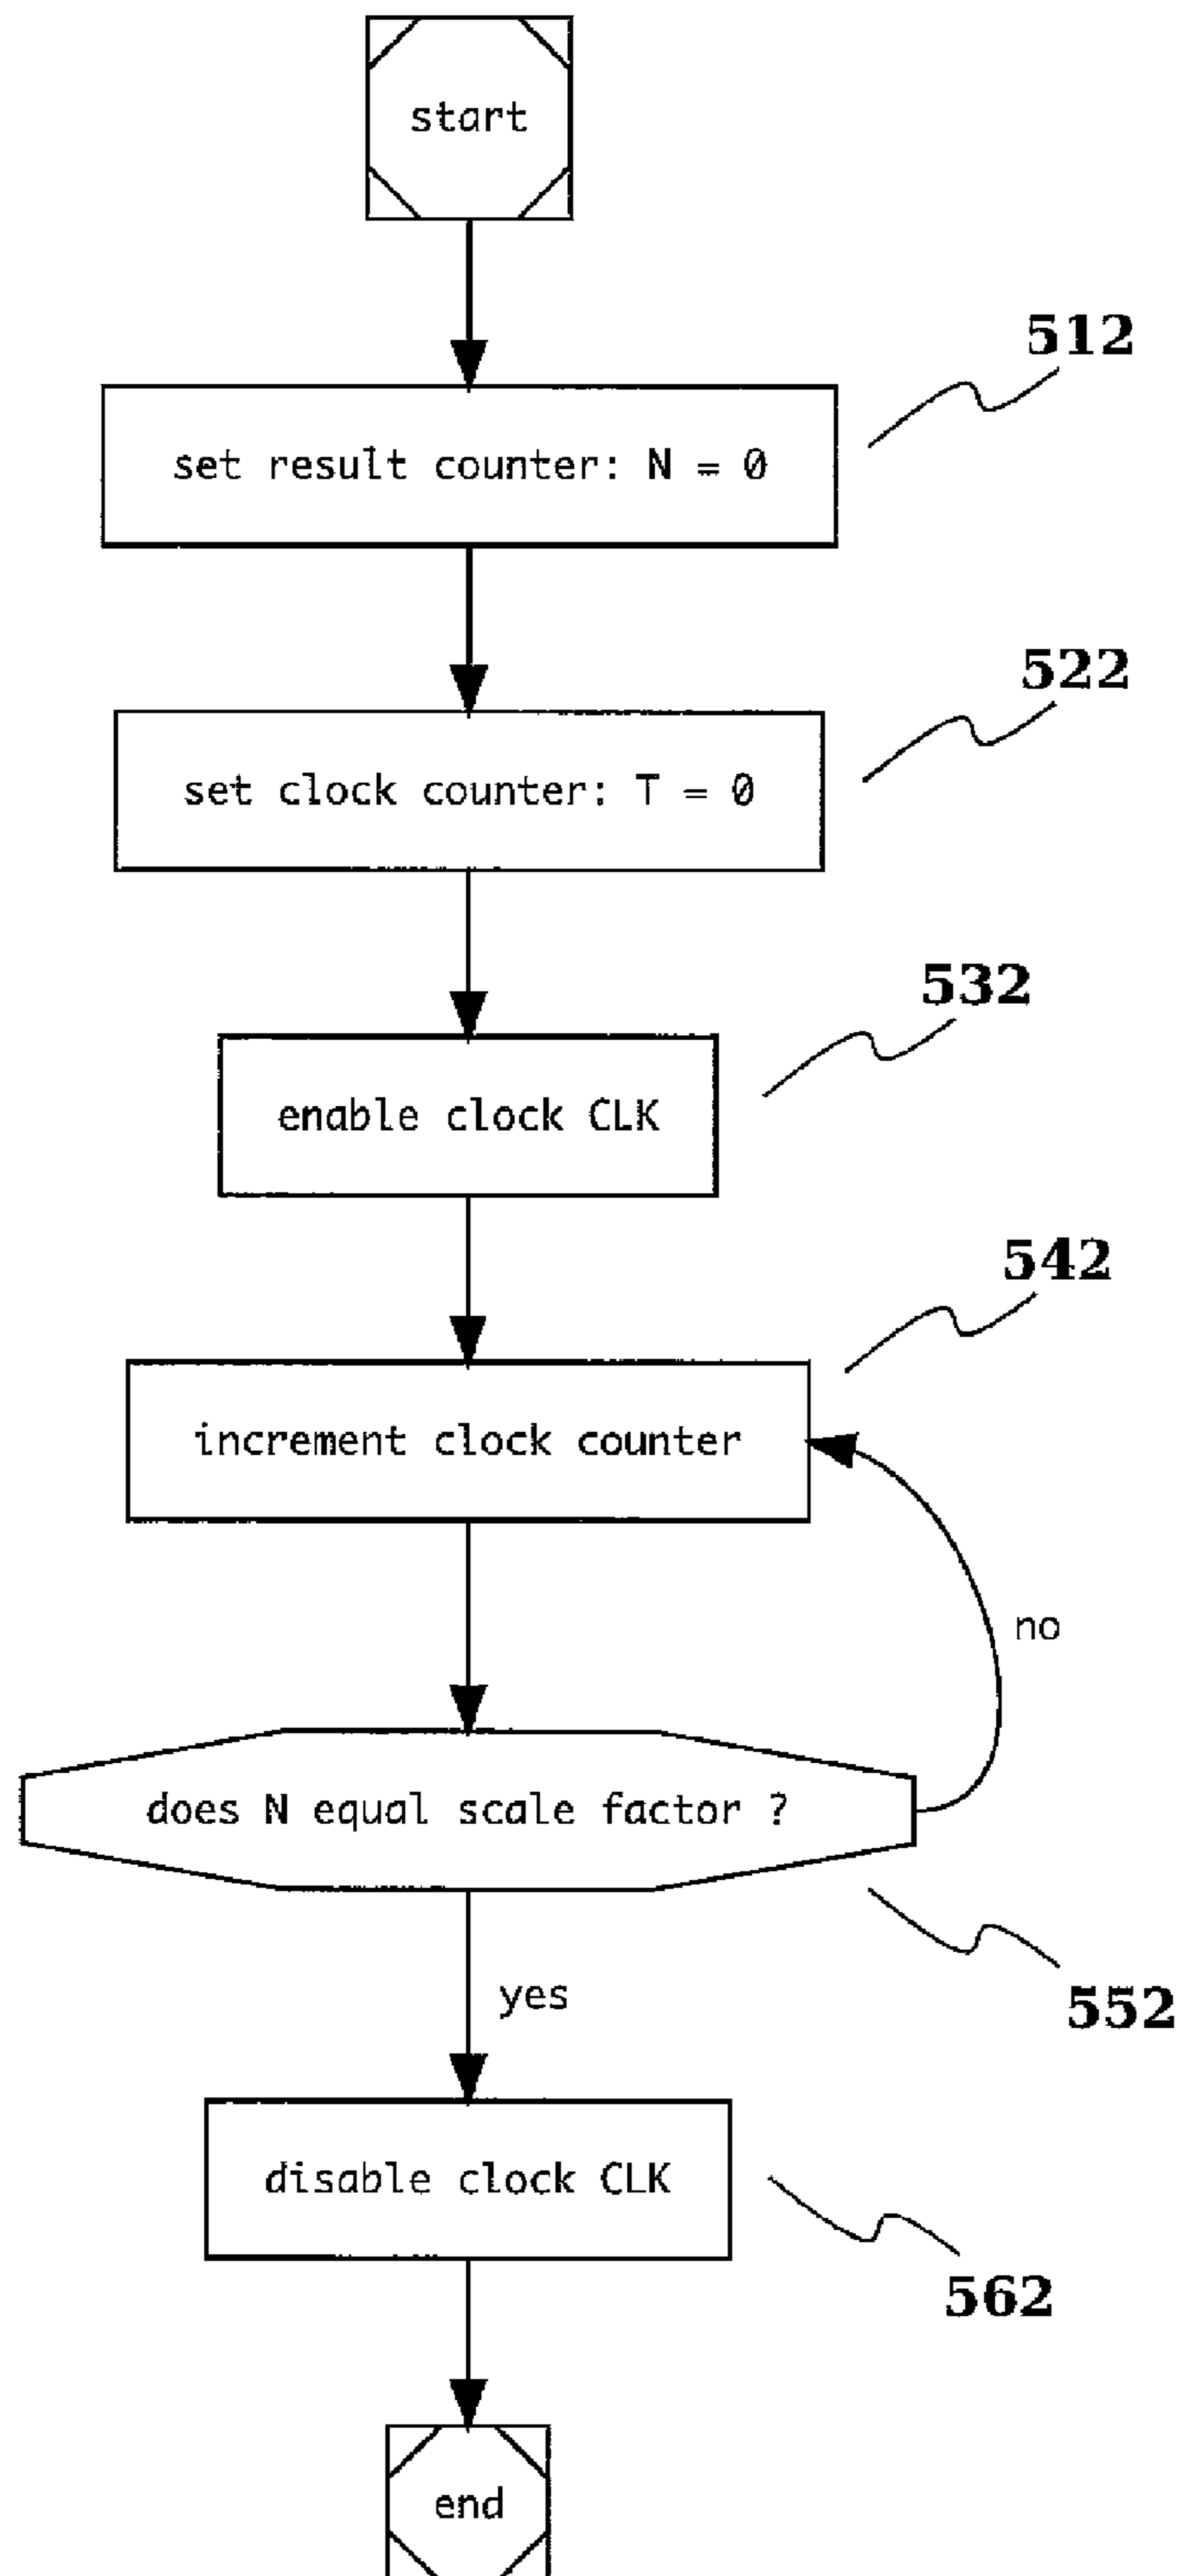 start
512
set result counter: N = 0
522
set clock counter: T = 0
532
enable clock CLK
542
increment clock counter
no
does N equal scale factor ?
yes
552
disable clock CLK
562
end